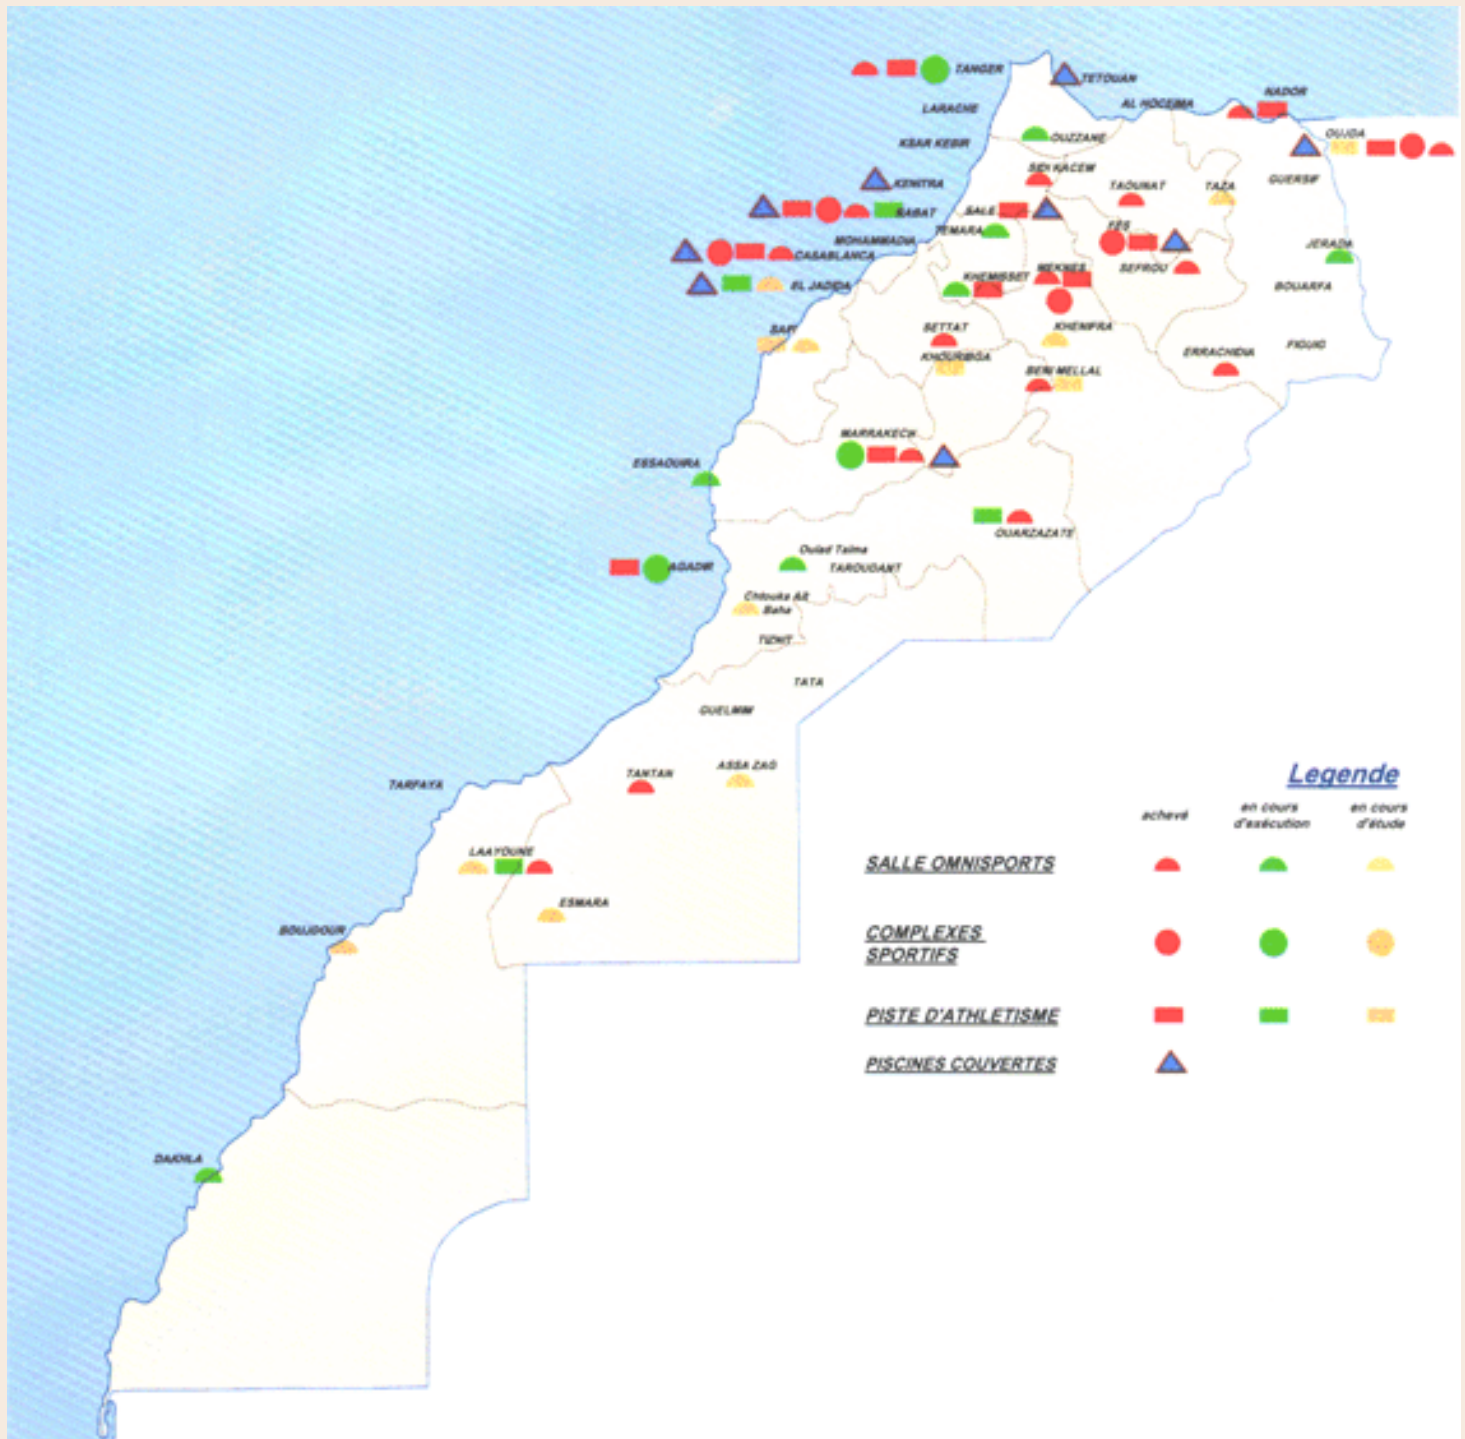 TANGER
TETOUAN
LARACHE
AL HOCEIMA
NADOR
KSAR KEBIR
OUZZANE
OUJDA
SIDI KACEM
GUERSIF
KENITRA
TAOUNAT
TAZA
RABAT
SALE
FES
TEMARA
MOHAMMADIA
CASABLANCA
JERADA
KHEMISSET
MEKNES
SEFROU
EL JADIDA
BOUARFA
SAFI
SETTAT
KHENIFRA
KHOURIBGA
ERRACHIDIA
FIGUIG
BENI MELLAL
MARRAKECH
ESSAOUIRA
OUARZAZATE
AGADIR
Oulad Taima
TAROUDANT
Chtouka Ait
Baha
TIZNIT
TATA
GUELMIM
TANTAN
ASSA ZAG
TARFAYA
LAAYOUNE
ESMARA
BOUJDOUR
DAKHLA
Legende
achevé
en cours
d'exécution
en cours
d'étude
SALLE OMNISPORTS
COMPLEXES
SPORTIFS
PISTE D'ATHLETISME
PISCINES COUVERTES